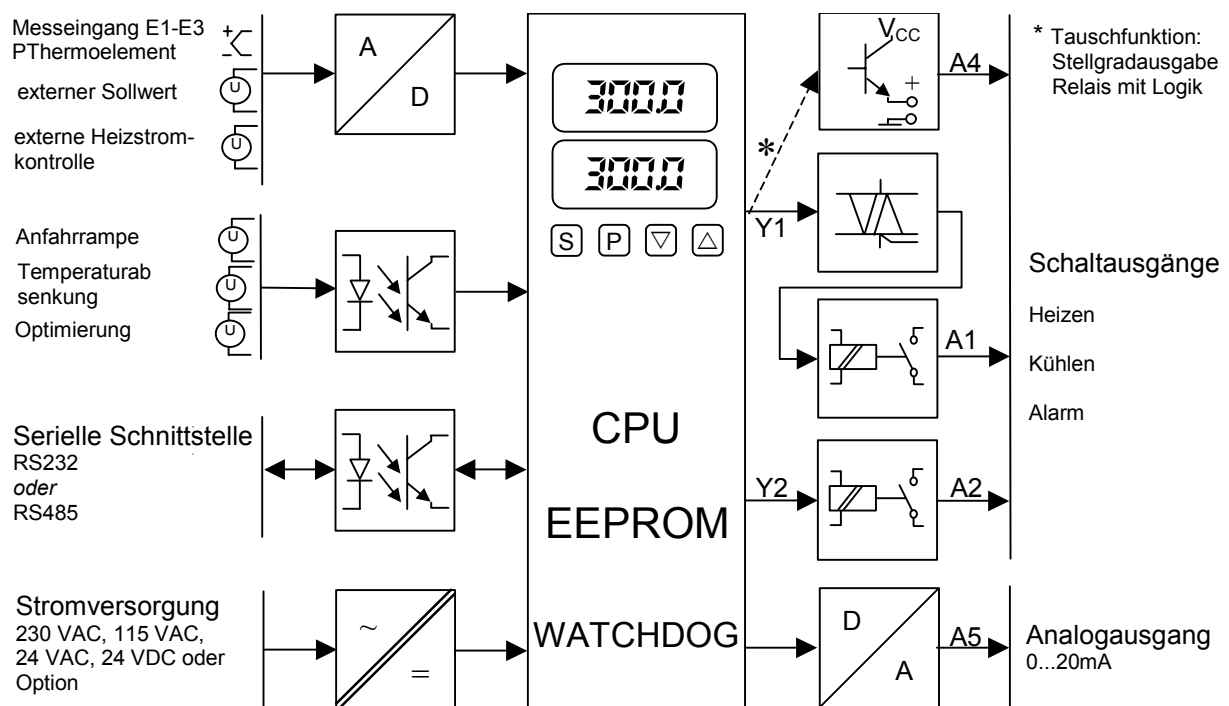 Messeingang E1-E3
PThermoelement
externer Sollwert
externe Heizstrom-
kontrolle
U
U
A
D
Anfahrrampe
Temperaturab
senkung
Optimierung
U
U
U
Serielle Schnittstelle
RS232
oder
RS485
Stromversorgung
230 VAC, 115 VAC,
24 VAC, 24 VDC oder
Option
~
=
300.0
300.0
S P ▽ △
CPU
EEPROM
WATCHDOG
*
Y1
Y2
VCC
+
A4
A1
A2
D
A
A5
* Tauschfunktion:
Stellgradausgabe
Relais mit Logik
Schaltausgänge
Heizen
Kühlen
Alarm
Analogausgang
0...20mA